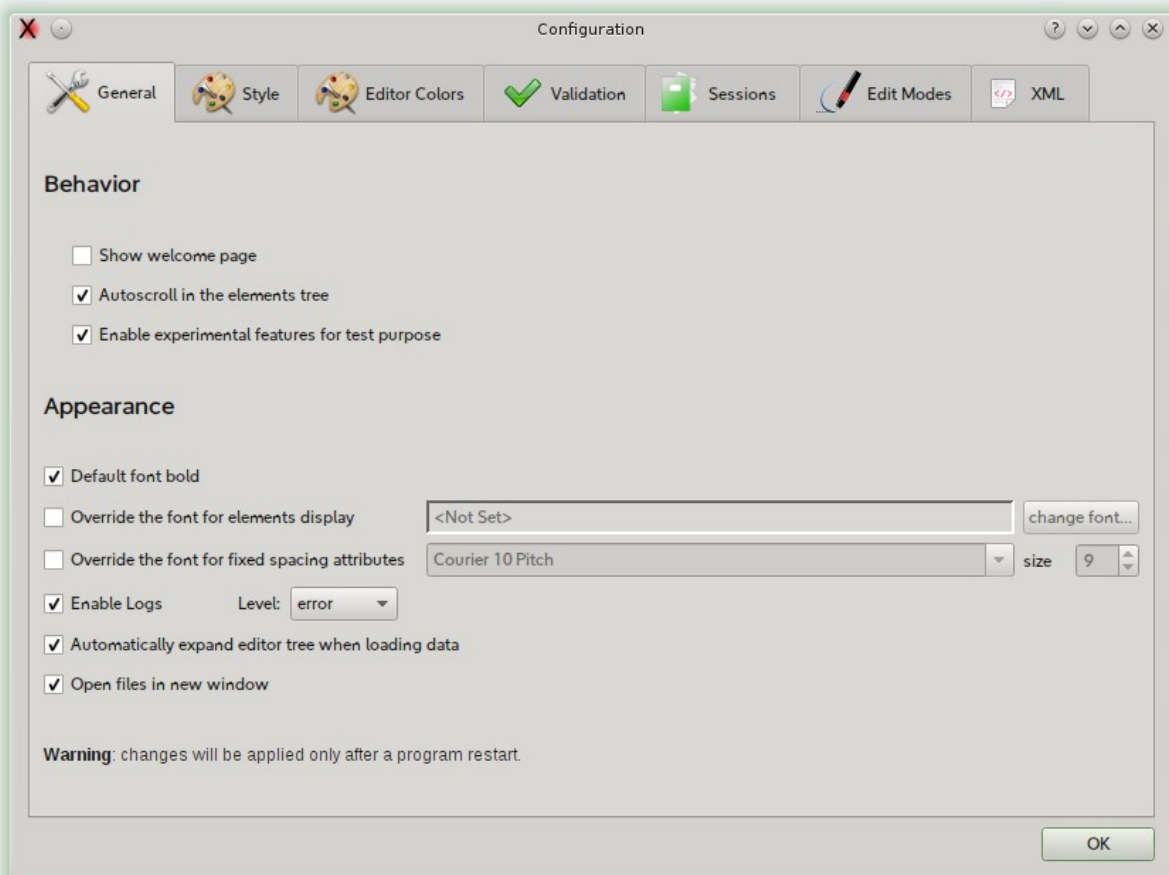 Configuration
General Style Editor Colors Validation Sessions Edit Modes XML
Behavior
Show welcome page
Autoscroll in the elements tree
Enable experimental features for test purpose
Appearance
Default font bold
Override the font for elements display <Not Set> change font...
Override the font for fixed spacing attributes Courier 10 Pitch size 9
Enable Logs Level: error
Automatically expand editor tree when loading data
Open files in new window
Warning: changes will be applied only after a program restart.
OK